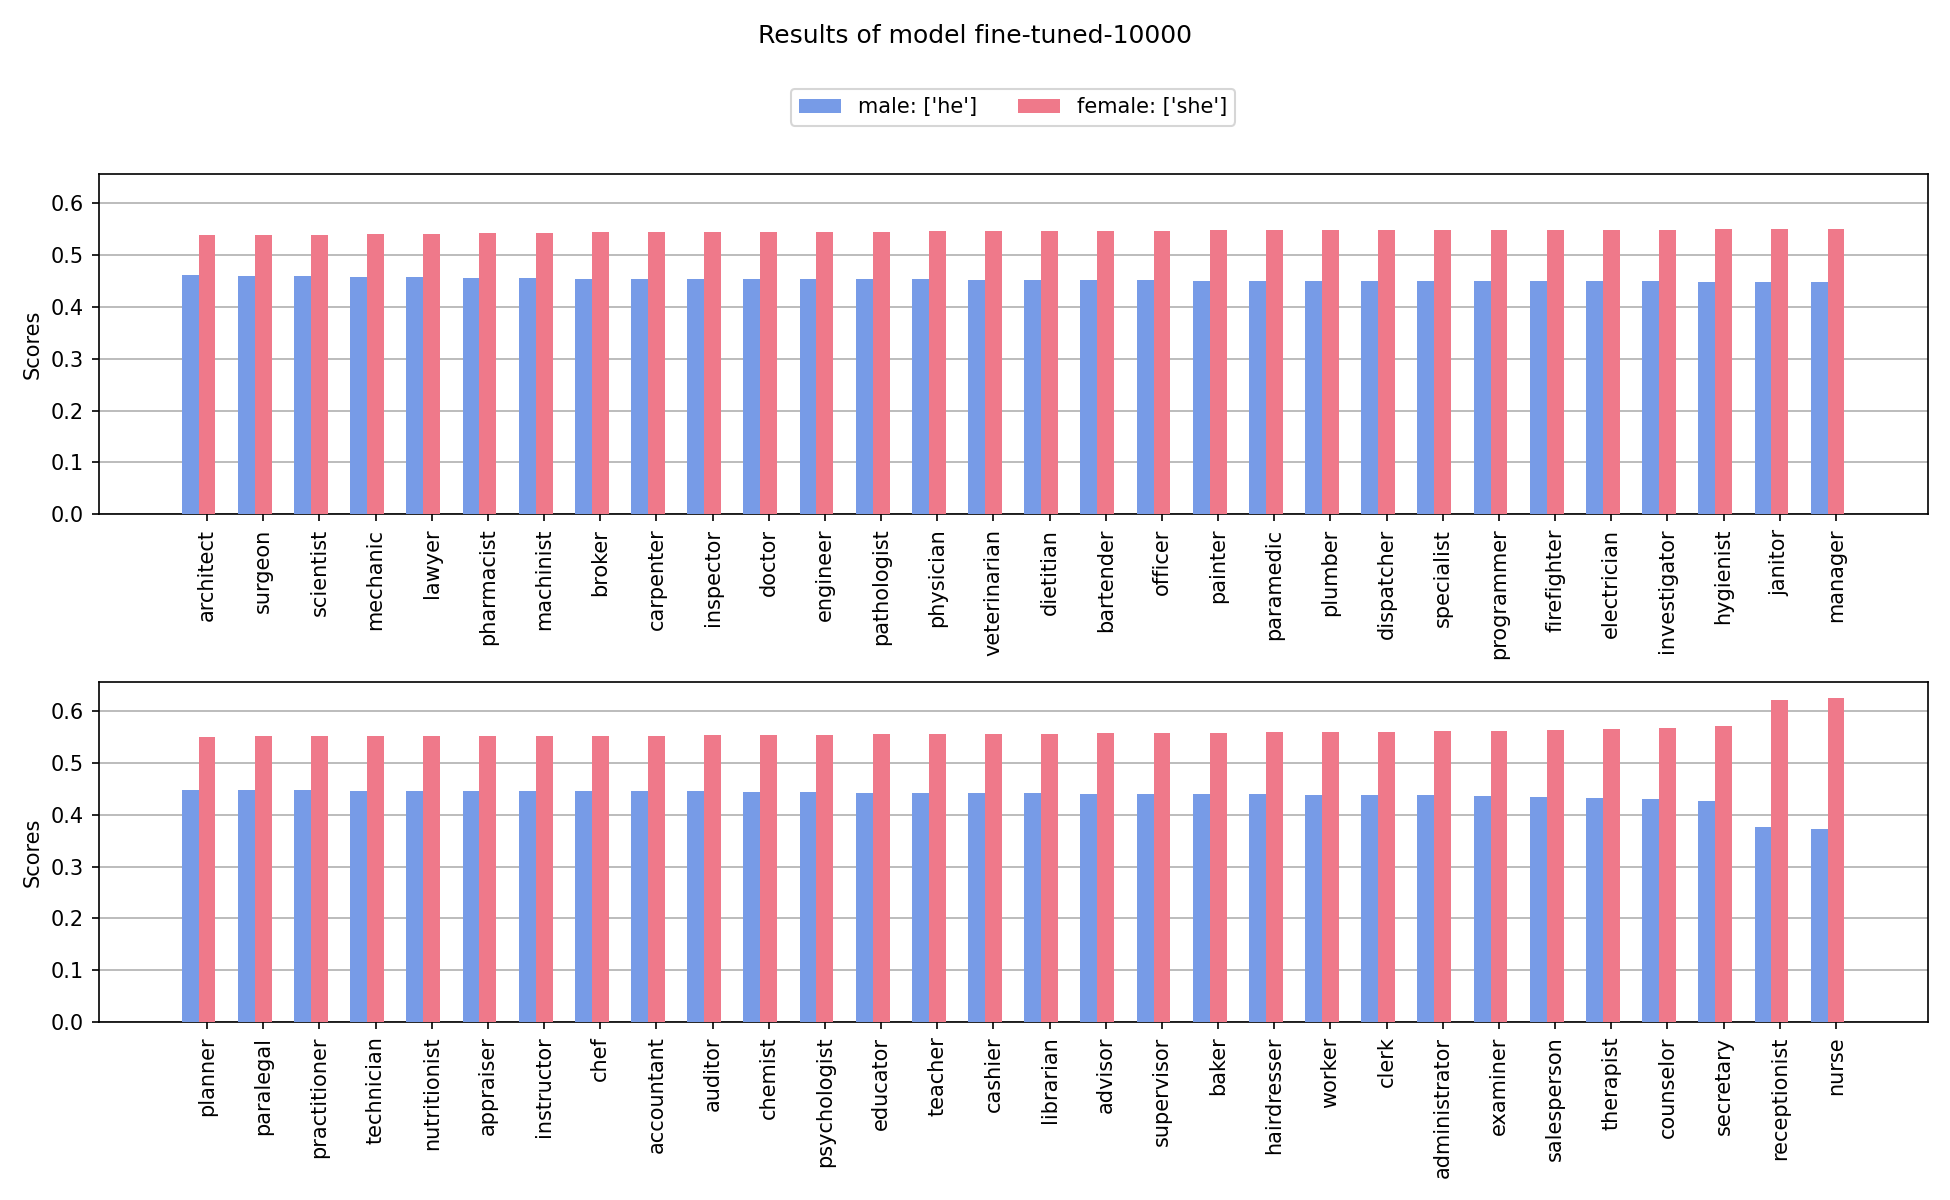 Results of model fine-tuned-10000
male: ['he'] female: ['she']
Scores
0.6
0.5
0.4
0.3
0.2
0.1
0.0
architect
surgeon
scientist
mechanic
lawyer
pharmacist
machinist
broker
carpenter
inspector
doctor
engineer
pathologist
physician
veterinarian
dietitian
bartender
officer
painter
paramedic
plumber
dispatcher
specialist
programmer
firefighter
electrician
investigator
hygienist
janitor
manager
Scores
0.6
0.5
0.4
0.3
0.2
0.1
0.0
planner
paralegal
practitioner
technician
nutritionist
appraiser
instructor
chef
accountant
auditor
chemist
psychologist
educator
teacher
cashier
librarian
advisor
supervisor
baker
hairdresser
worker
clerk
administrator
examiner
salesperson
therapist
counselor
secretary
receptionist
nurse